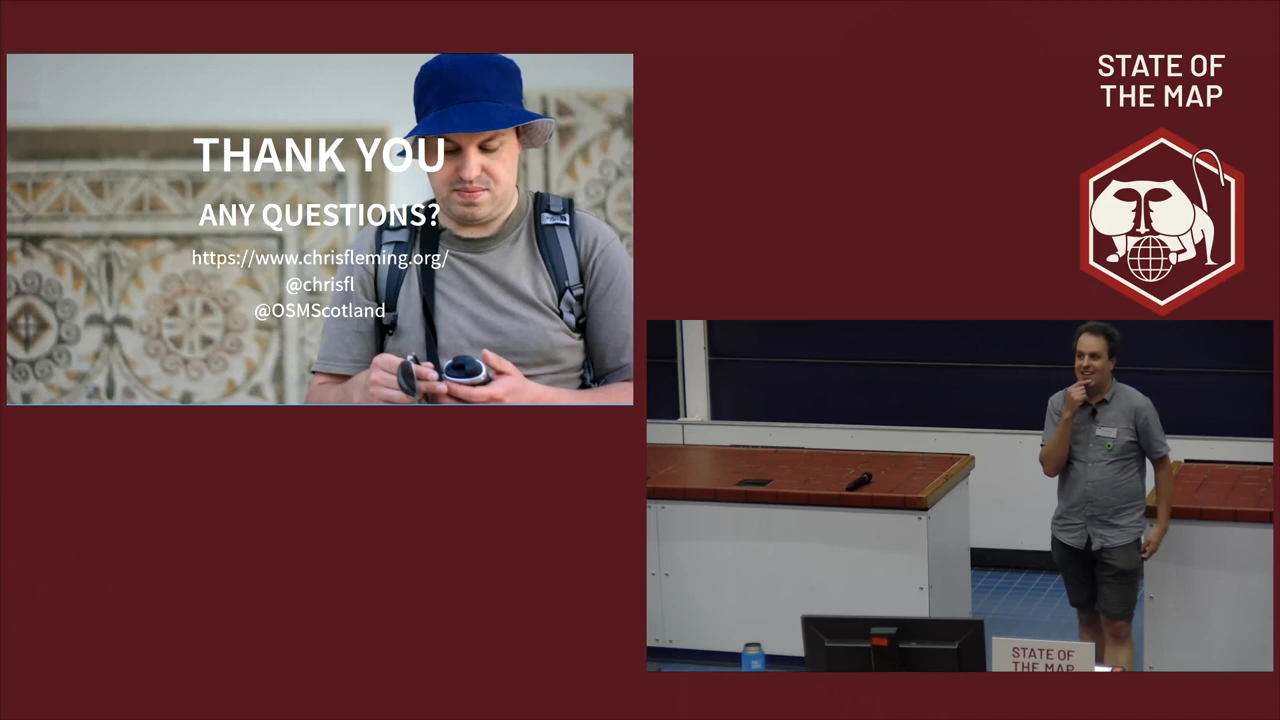 THANK YOU
ANY QUESTIONS?
https://www.chrisfleming.org/
@chrisfl
@OSMScotland
STATE OF
THE MAP
STATE OF
THE MAP